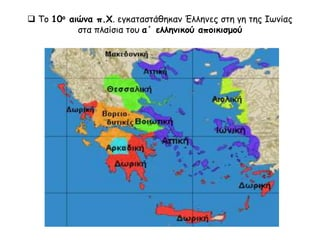 ❑ Το 10ο αιώνα π.Χ. εγκαταστάθηκαν Έλληνες στη γη της Ιωνίας
στα πλαίσια του α΄ ελληνικού αποικισμού
Μακεδονική
Αττική
Θεσσαλική
Αιολική
Δωρική
Βορειο-
δυτικές
Βοιωτική
Ιωνική
Αττική
Αρκαδική
Δωρική
Δωρική
Δωρική